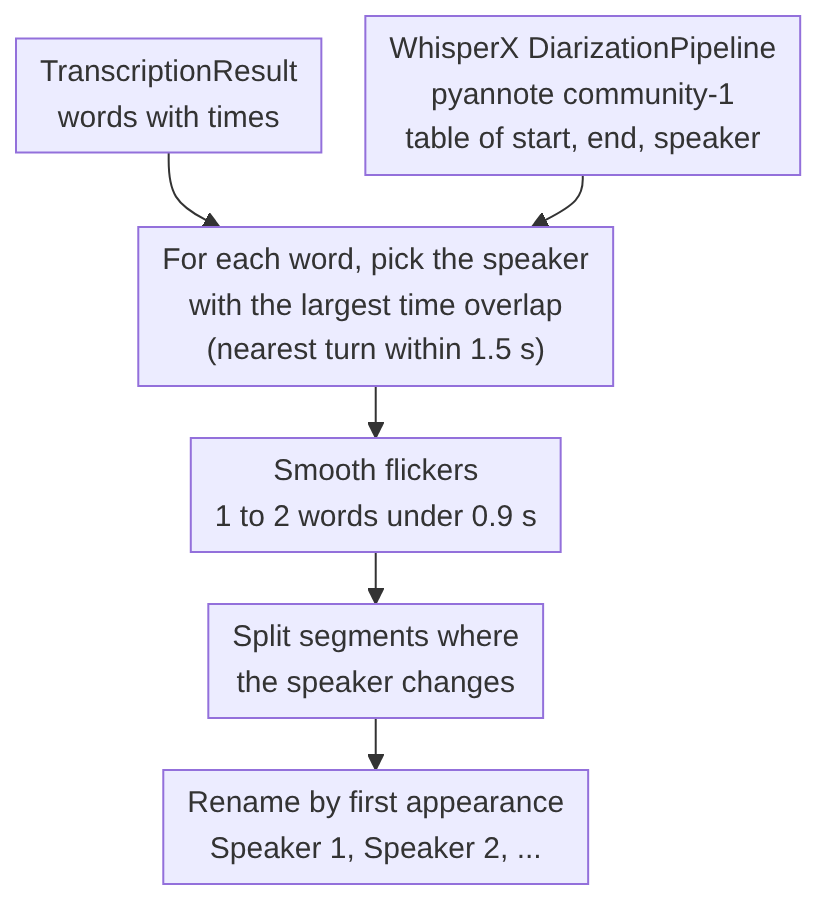 TranscriptionResult
words with times
WhisperX DiarizationPipeline
pyannote community-1
table of start, end, speaker
For each word, pick the speaker
with the largest time overlap
(nearest turn within 1.5 s)
Smooth flickers
1 to 2 words under 0.9 s
Split segments where
the speaker changes
Rename by first appearance
Speaker 1, Speaker 2, ...